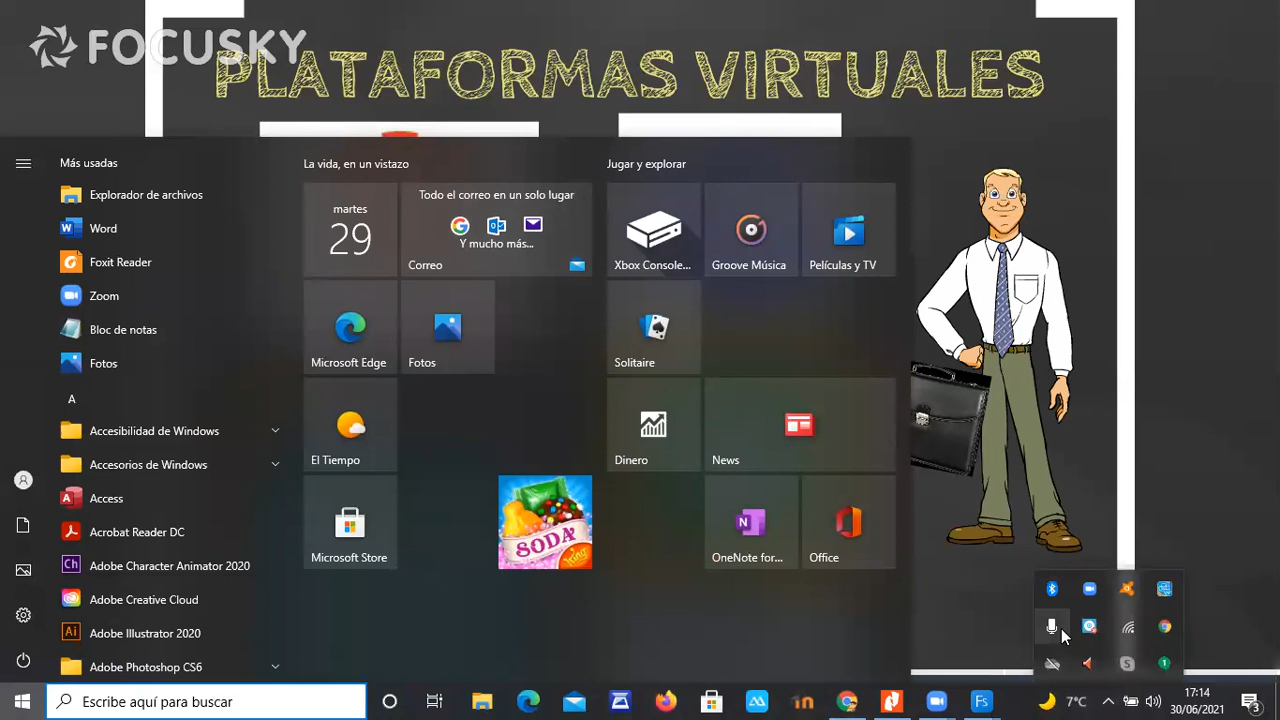 FOCUSKY
PLATAFORMAS VIRTUALES
Más usadas
Explorador de archivos
Word
Foxit Reader
Zoom
Bloc de notas
Fotos
A
Accesibilidad de Windows
Accesorios de Windows
Access
Acrobat Reader DC
Adobe Character Animator 2020
Adobe Creative Cloud
Adobe Illustrator 2020
Adobe Photoshop CS6
La vida, en un vistazo
martes
29
Todo el correo en un solo lugar
Y mucho más...
Correo
Microsoft Edge
Fotos
El Tiempo
Microsoft Store
SODA
King
Jugar y explorar
Xbox Console...
Groove Música
Películas y TV
Solitaire
Dinero
News
OneNote for...
Office
Escribe aquí para buscar
7°C
17:14
30/06/2021
3